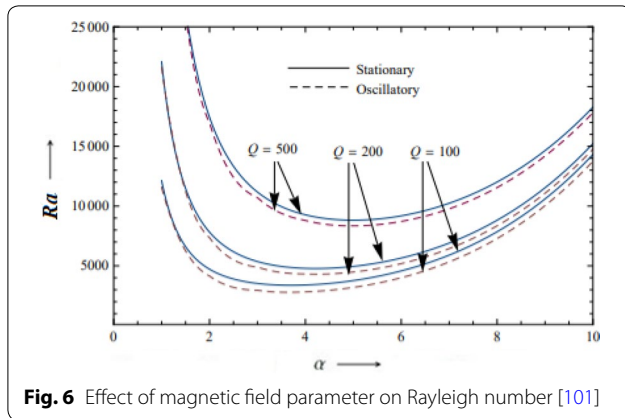 25 000
20 000
15 000
10 000
5000
0
0 2 4 6 8 10
Ra →
α →
Stationary
Oscillatory
Q = 500
Q = 200
Q = 100
Fig. 6 Effect of magnetic field parameter on Rayleigh number [101]